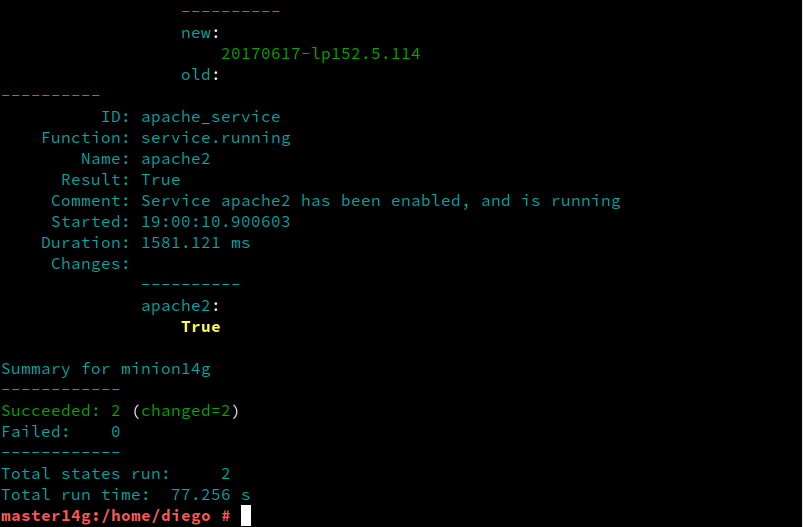 ----------
new:
20170617-lp152.5.114
old:
----------
ID: apache_service
Function: service.running
Name: apache2
Result: True
Comment: Service apache2 has been enabled, and is running
Started: 19:00:10.900603
Duration: 1581.121 ms
Changes:
----------
apache2:
True
Summary for minion14g
------------
Succeeded: 2 (changed=2)
Failed:    0
------------
Total states run:     2
Total run time:  77.256 s
master14g:/home/diego #